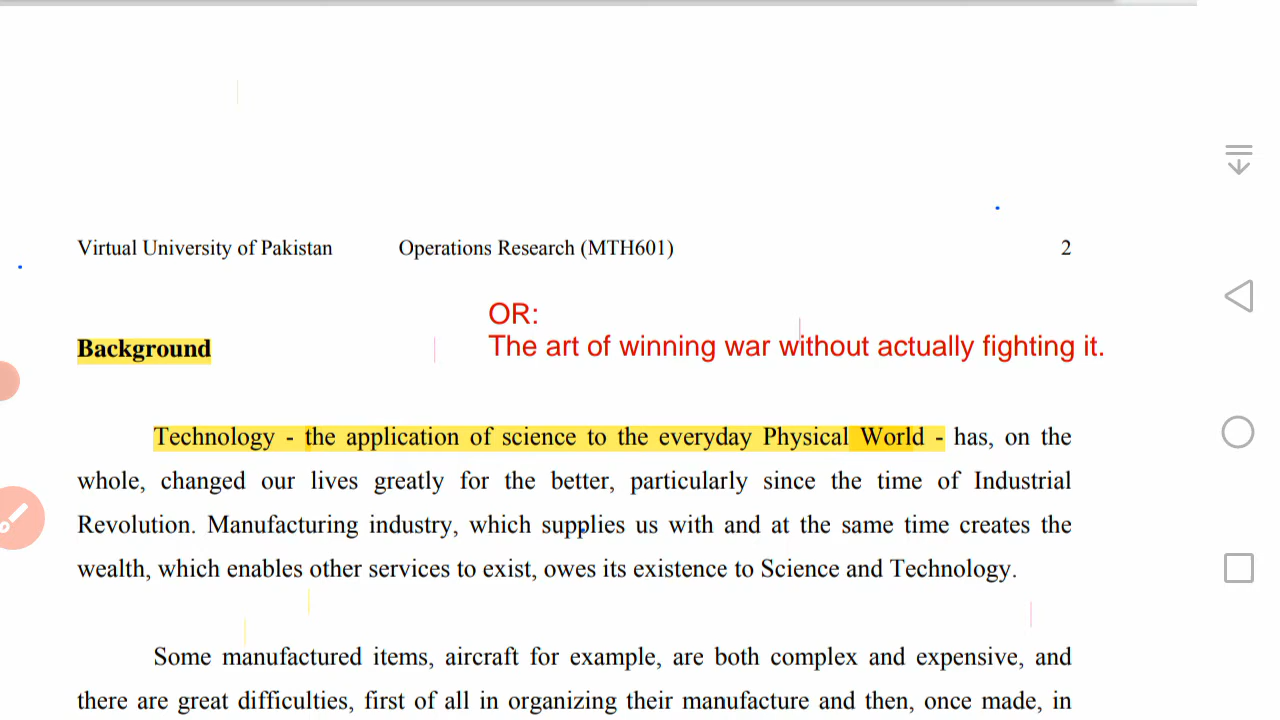 Virtual University of Pakistan Operations Research (MTH601) 2
OR:
The art of winning war without actually fighting it.
Background
Technology - the application of science to the everyday Physical World - has, on the
whole, changed our lives greatly for the better, particularly since the time of Industrial
Revolution. Manufacturing industry, which supplies us with and at the same time creates the
wealth, which enables other services to exist, owes its existence to Science and Technology.
Some manufactured items, aircraft for example, are both complex and expensive, and
there are great difficulties, first of all in organizing their manufacture and then, once made, in